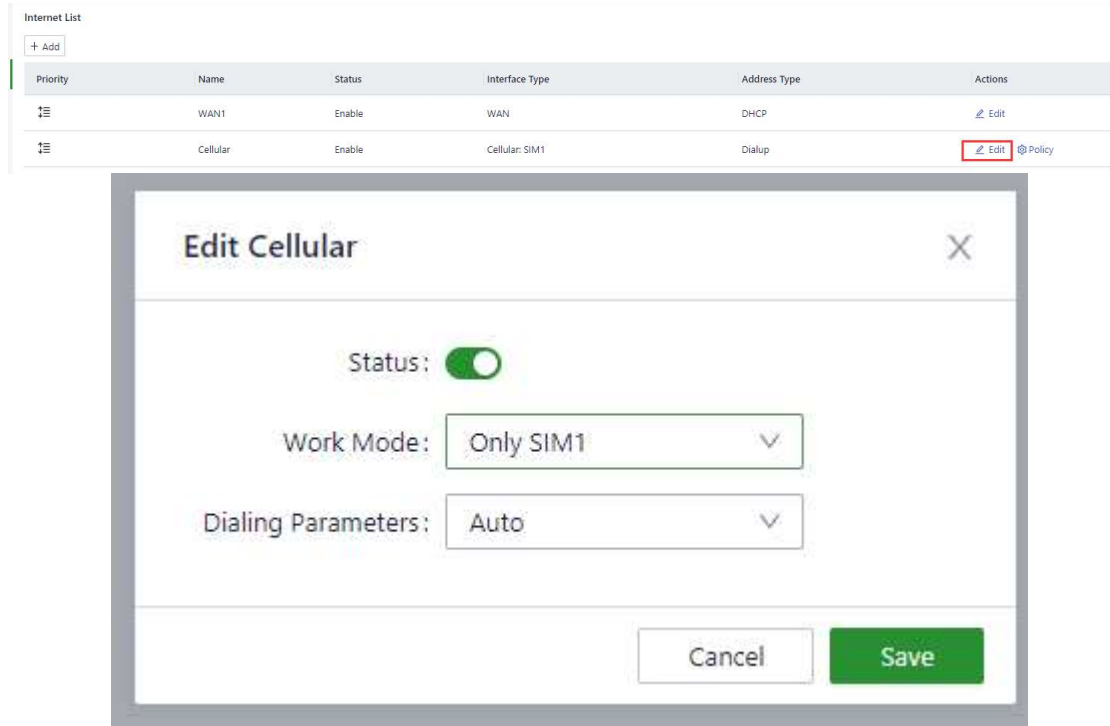 Internet List
+ Add
Priority Name Status Interface Type Address Type Actions
WAN1 Enable WAN DHCP Edit
Cellular Enable Cellular: SIM1 Dialup Edit Policy
Edit Cellular
Status:
Work Mode: Only SIM1
Dialing Parameters: Auto
Cancel Save